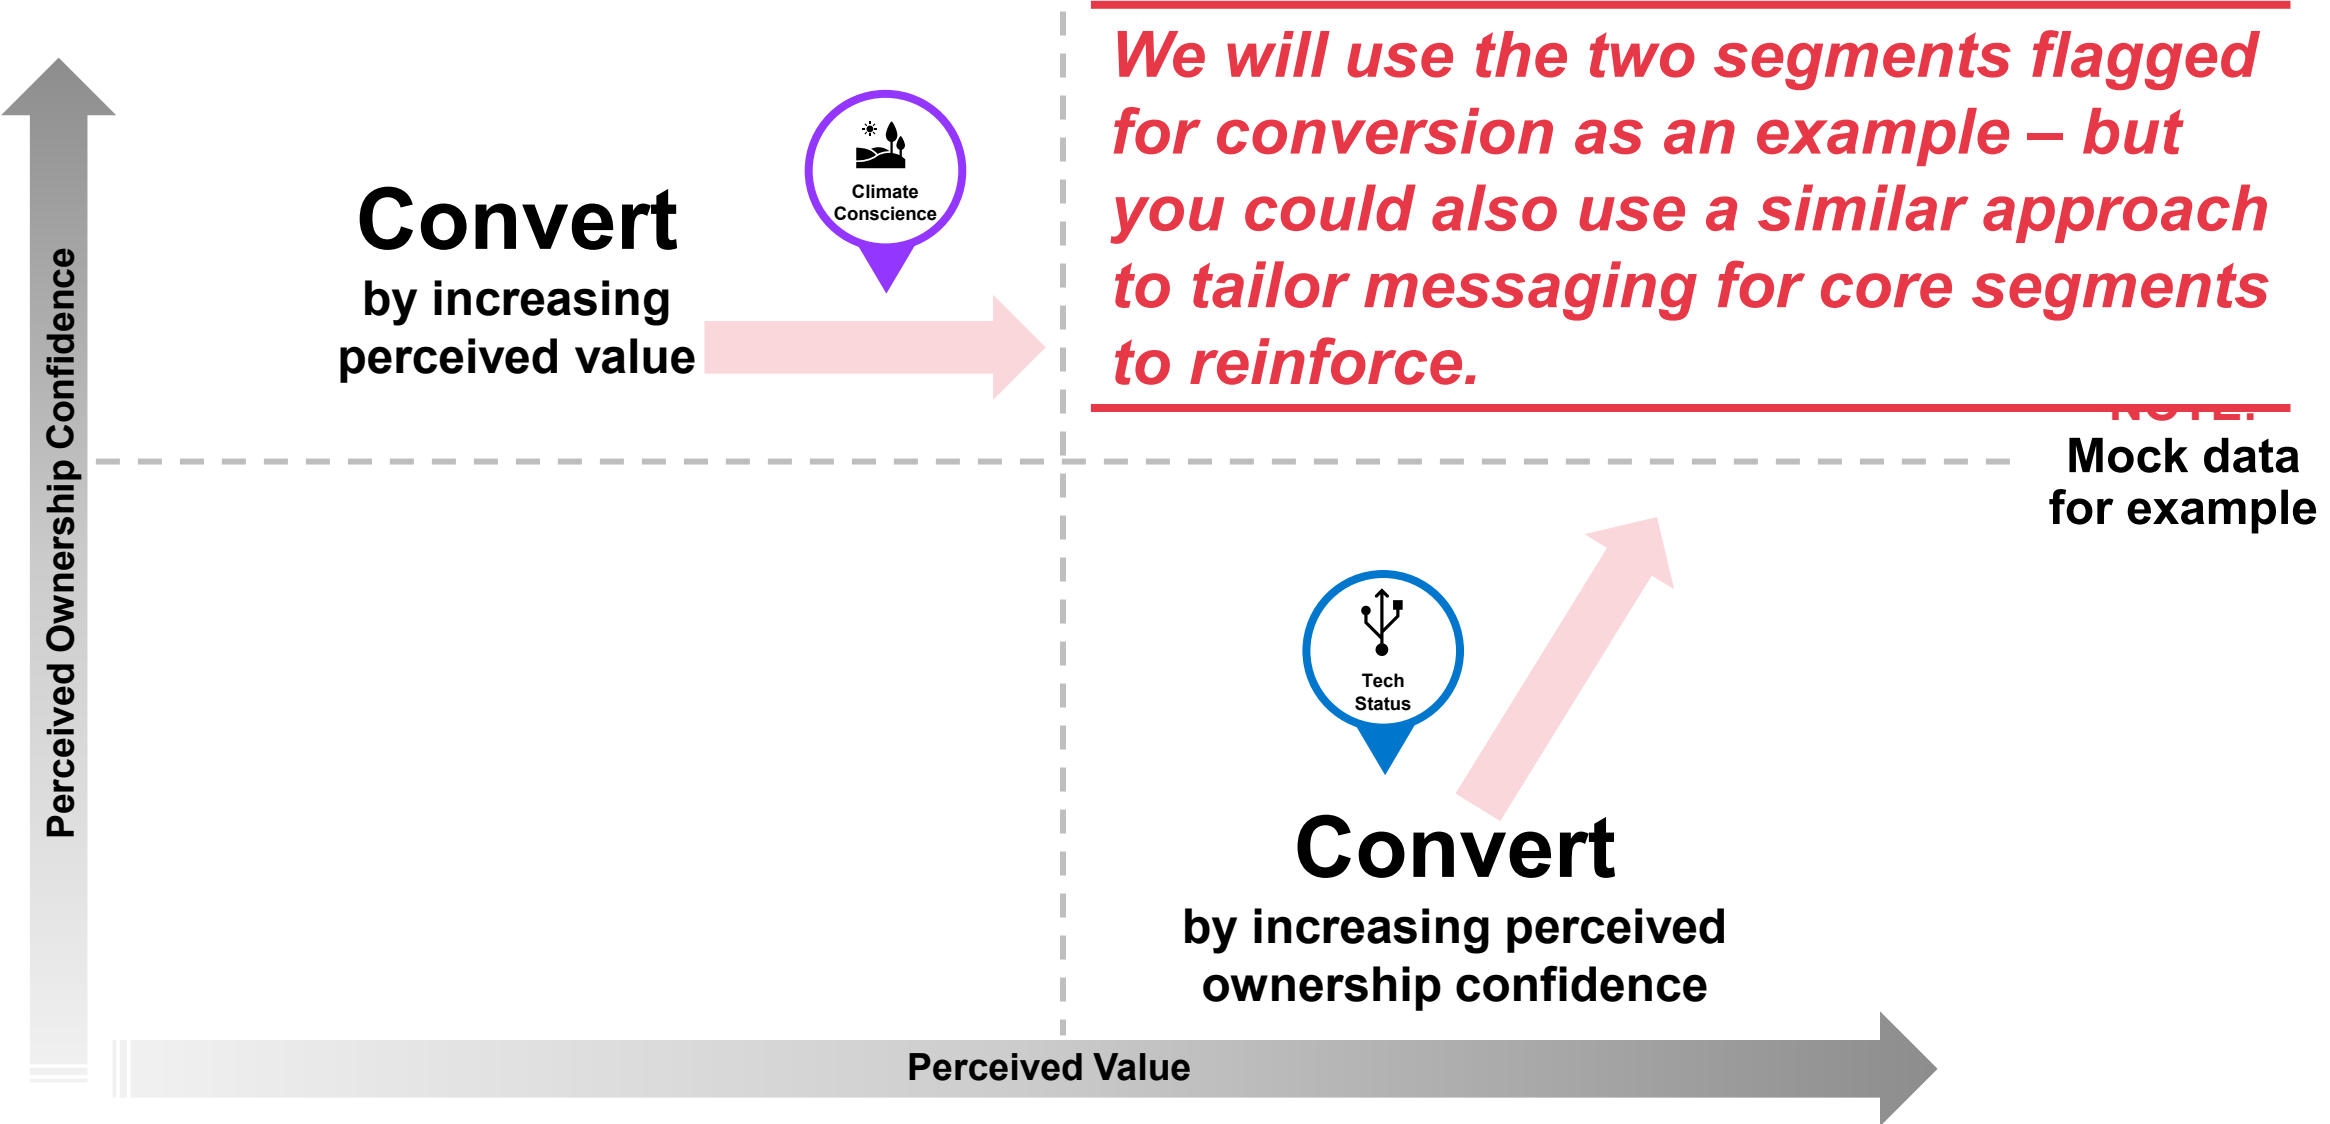 We will use the two segments flagged
for conversion as an example – but
you could also use a similar approach
to tailor messaging for core segments
to reinforce.
NOTE:
Mock data
for example
Climate
Conscience
Convert
by increasing
perceived value
Perceived Ownership Confidence
Tech
Status
Convert
by increasing perceived
ownership confidence
Perceived Value